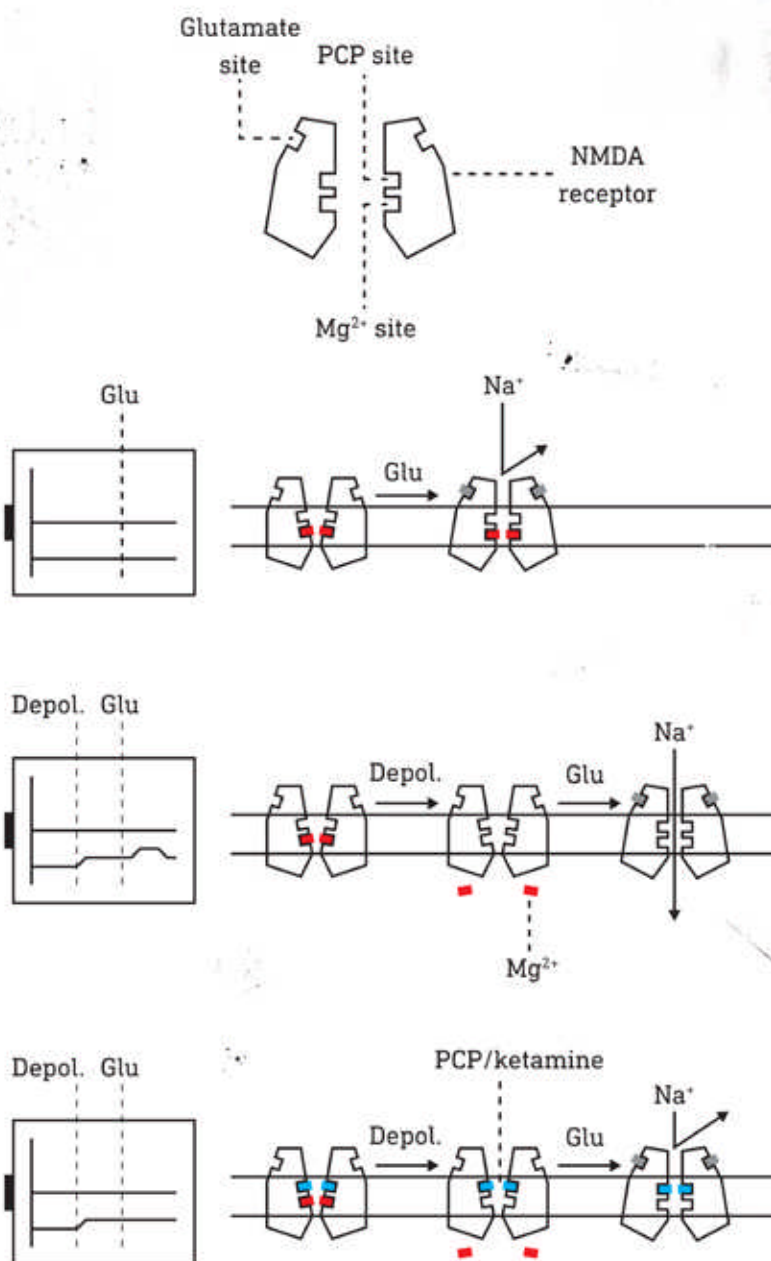 Glutamate
site
PCP site
NMDA
receptor
Mg²⁺ site
Glu
Glu
Na⁺
Depol. Glu
Depol.
Glu
Na⁺
Mg²⁺
Depol. Glu
PCP/ketamine
Depol.
Glu
Na⁺